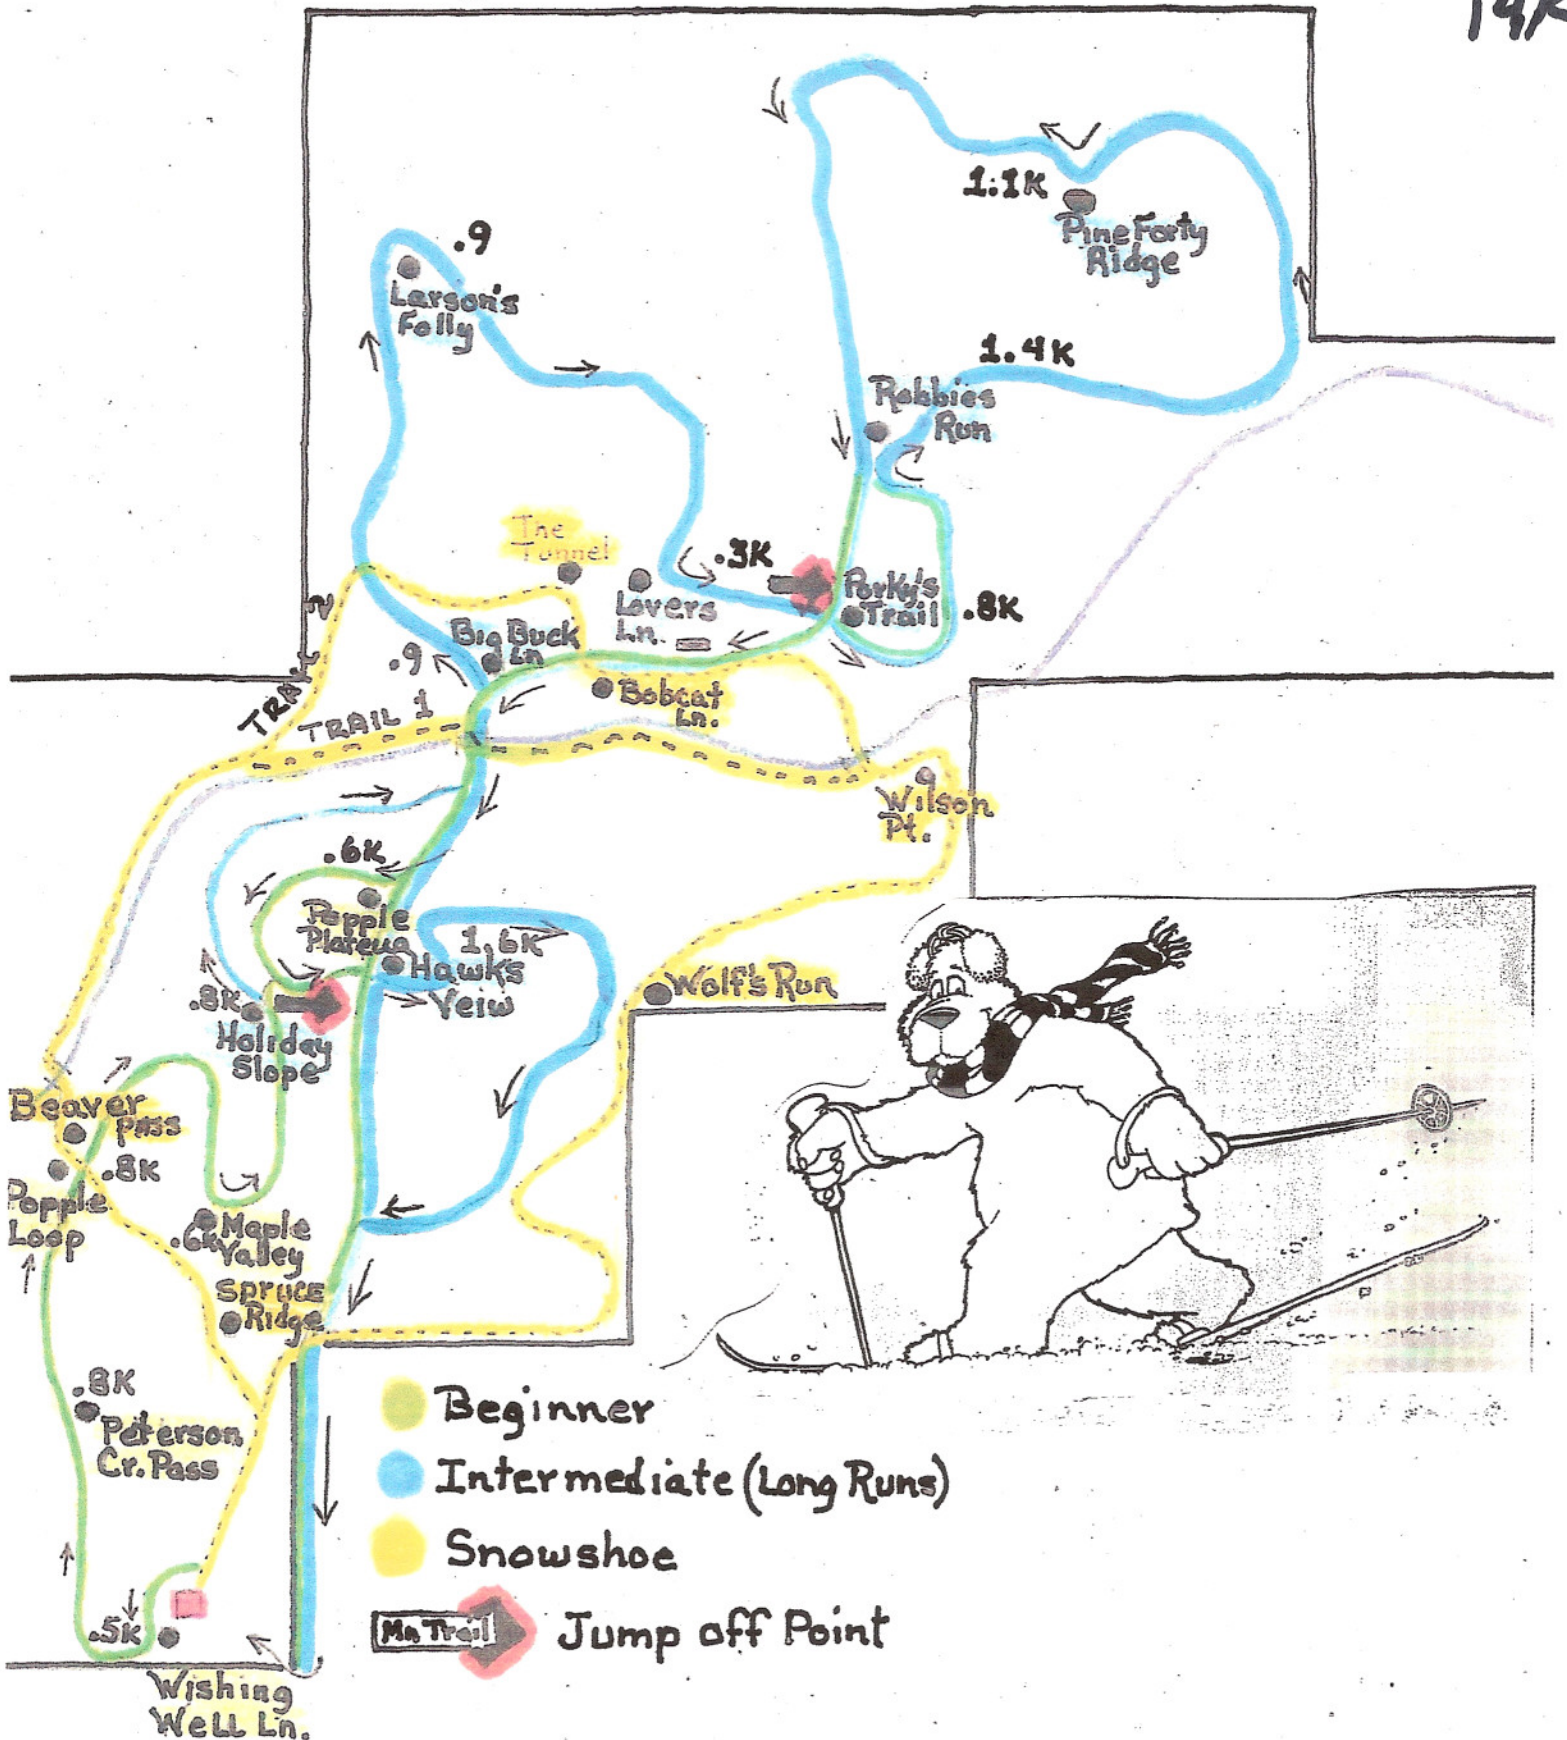 14K
1.1K
Pine Forty
Ridge
.9
Larson's
Folly
1.4K
Robbies
Run
The
Tunnel
.3K
Lovers
Ln.
Porky's
Trail
.8K
Big Buck
Ln
.9
Bobcat
Ln.
TRAIL 2
TRAIL 1
Wilson
Pt.
.6K
Popple
Plateua
1.6K
Hawk's
Veiw
Wolf's Run
.8K
Holiday
Slope
Beaver
Pass
.8K
Popple
Loop
.6K
Maple
Valley
Spruce
Ridge
.8K
Peterson
Cr. Pass
Beginner
Intermediate (Long Runs)
Snowshoe
Mn Trail
Jump off Point
.5K
Wishing
Well Ln.